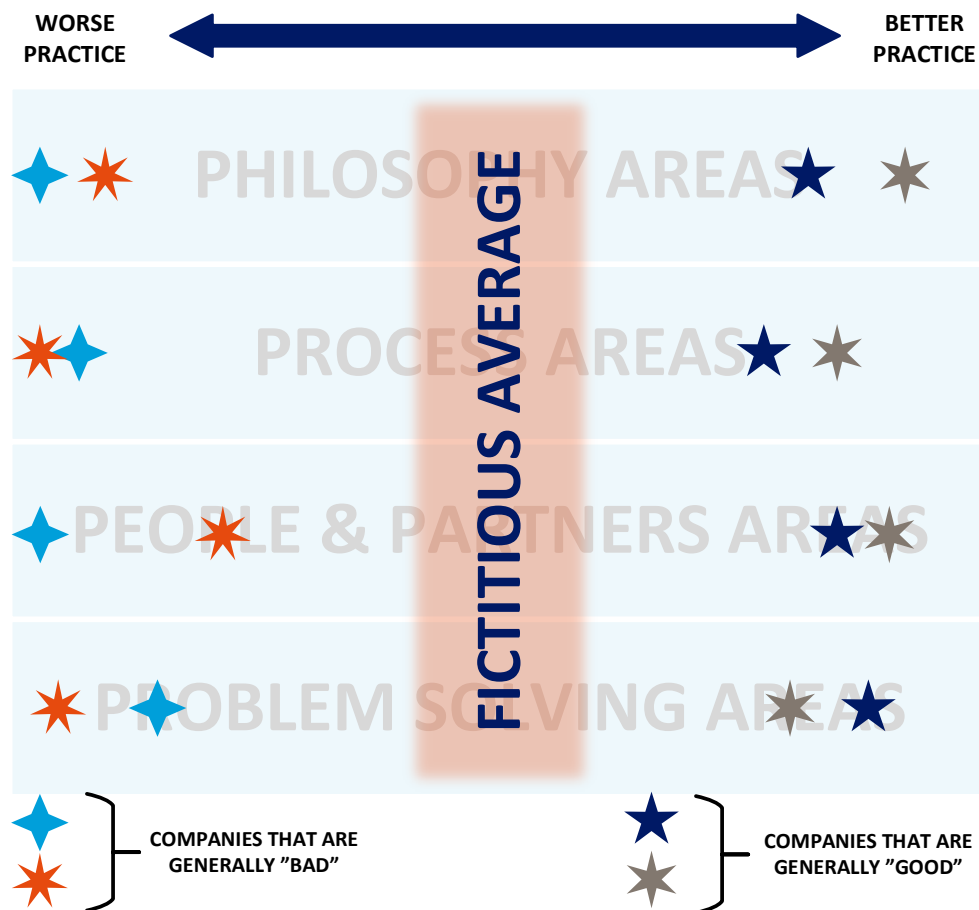 WORSE
PRACTICE
BETTER
PRACTICE
PHILOSOPHY AREAS
PROCESS AREAS
PEOPLE & PARTNERS AREAS
PROBLEM SOLVING AREAS
FICTITIOUS AVERAGE
COMPANIES THAT ARE
GENERALLY ”BAD”
COMPANIES THAT ARE
GENERALLY ”GOOD”